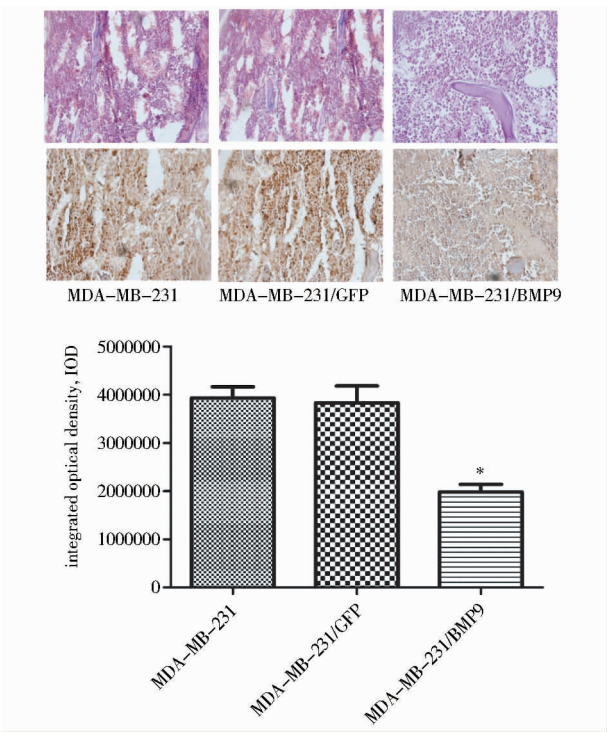 MDA-MB-231 MDA-MB-231/GFP MDA-MB-231/BMP9
integrated optical density, IOD
5000000
4000000
3000000
2000000
1000000
0
*
MDA-MB-231
MDA-MB-231/GFP
MDA-MB-231/BMP9